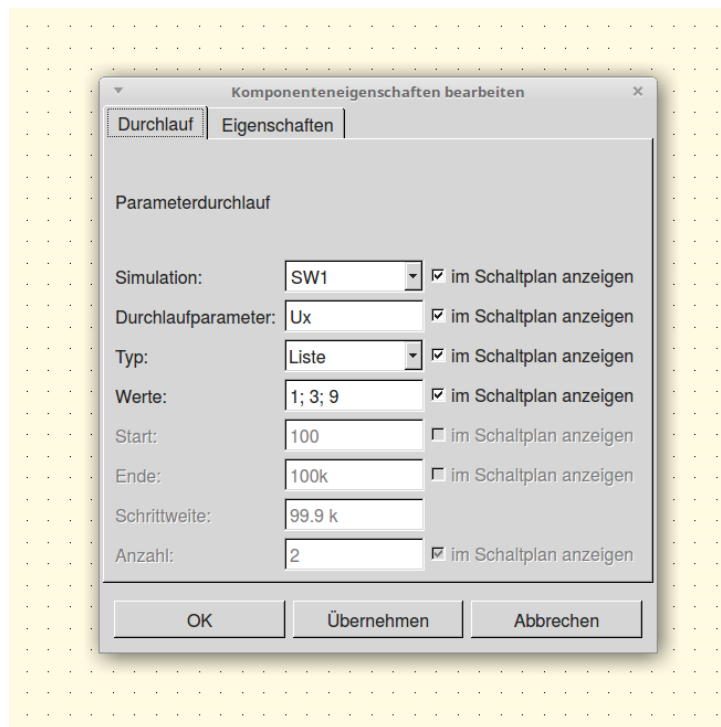 Komponenteneigenschaften bearbeiten
Durchlauf Eigenschaften
Parameterdurchlauf
Simulation: SW1 im Schaltplan anzeigen
Durchlaufparameter: Ux im Schaltplan anzeigen
Typ: Liste im Schaltplan anzeigen
Werte: 1; 3; 9 im Schaltplan anzeigen
Start: 100 im Schaltplan anzeigen
Ende: 100k im Schaltplan anzeigen
Schrittweite: 99.9 k
Anzahl: 2 im Schaltplan anzeigen
OK Übernehmen Abbrechen